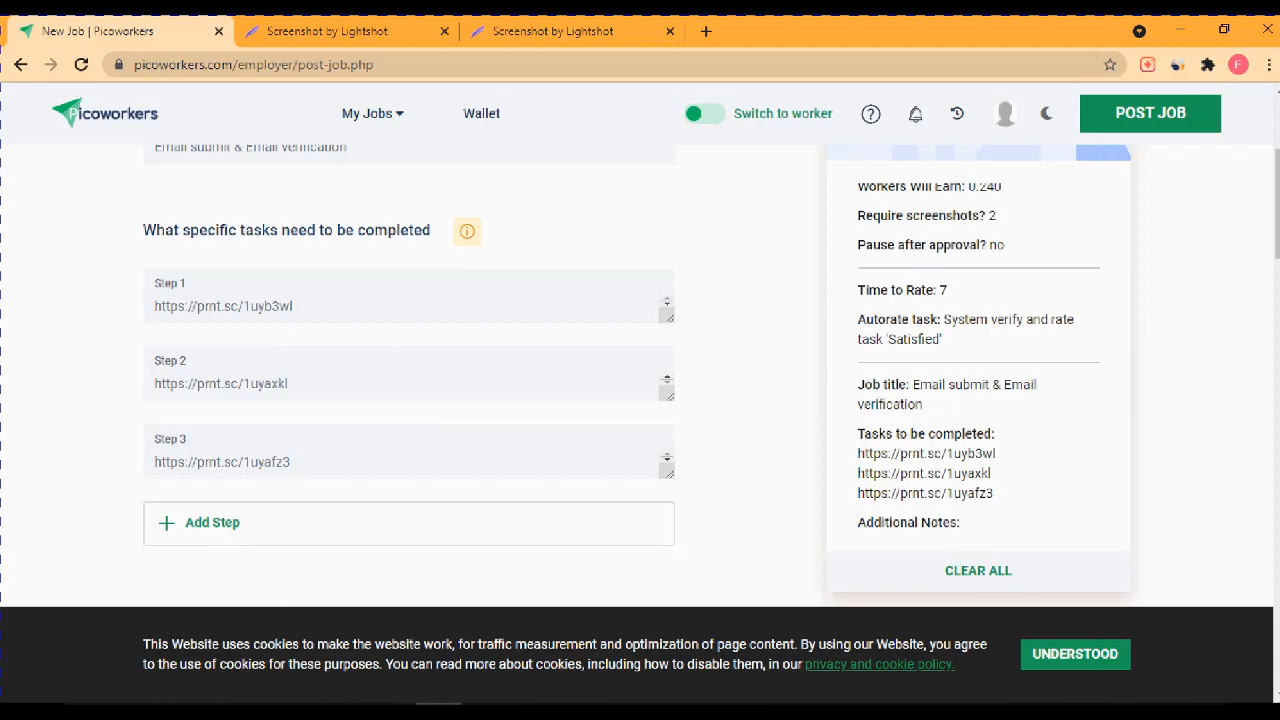 New Job | Picoworkers
Screenshot by Lightshot
Screenshot by Lightshot
picoworkers.com/employer/post-job.php
F
Picoworkers
My Jobs
Wallet
Switch to worker
POST JOB
Email submit & Email verification
What specific tasks need to be completed
Step 1
https://prnt.sc/1uyb3wl
Step 2
https://prnt.sc/1uyaxkl
Step 3
https://prnt.sc/1uyafz3
Add Step
Workers Will Earn: 0.240
Require screenshots? 2
Pause after approval? no
Time to Rate: 7
Autorate task: System verify and rate
task 'Satisfied'
Job title: Email submit & Email
verification
Tasks to be completed:
https://prnt.sc/1uyb3wl
https://prnt.sc/1uyaxkl
https://prnt.sc/1uyafz3
Additional Notes:
CLEAR ALL
This Website uses cookies to make the website work, for traffic measurement and optimization of page content. By using our Website, you agree
to the use of cookies for these purposes. You can read more about cookies, including how to disable them, in our privacy and cookie policy.
UNDERSTOOD